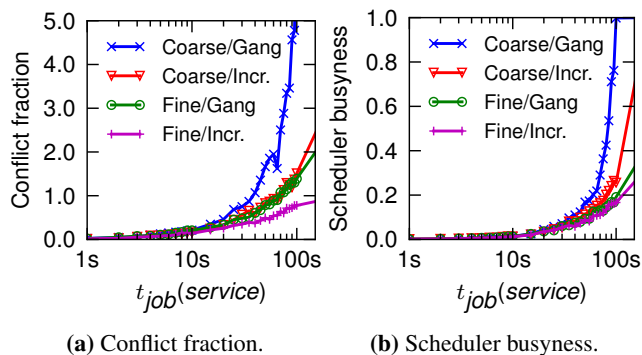 5.0
4.0
3.0
2.0
1.0
0.0
Conflict fraction
Coarse/Gang
Coarse/Incr.
Fine/Gang
Fine/Incr.
1s
10s
100s
t_job(service)
(a) Conflict fraction.
1.0
0.8
0.6
0.4
0.2
0.0
Scheduler busyness
Coarse/Gang
Coarse/Incr.
Fine/Gang
Fine/Incr.
1s
10s
100s
t_job(service)
(b) Scheduler busyness.